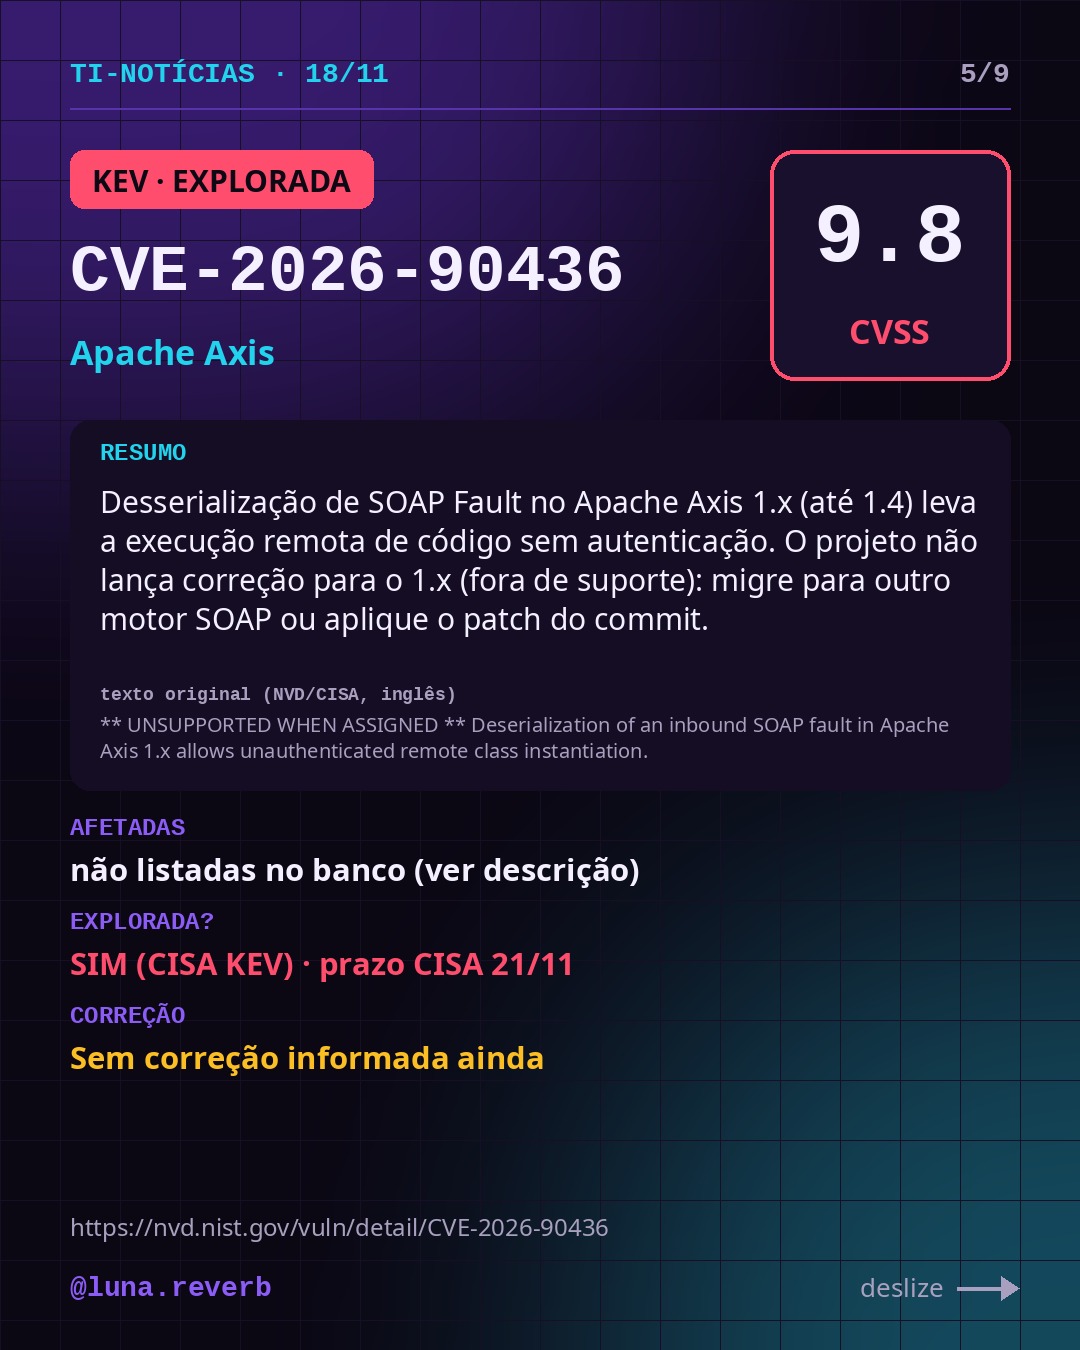 TI-NOTÍCIAS · 18/11
5/9
KEV · EXPLORADA
CVE-2026-90436
9.8
CVSS
Apache Axis
RESUMO
Desserialização de SOAP Fault no Apache Axis 1.x (até 1.4) leva
a execução remota de código sem autenticação. O projeto não
lança correção para o 1.x (fora de suporte): migre para outro
motor SOAP ou aplique o patch do commit.
texto original (NVD/CISA, inglês)
** UNSUPPORTED WHEN ASSIGNED ** Deserialization of an inbound SOAP fault in Apache
Axis 1.x allows unauthenticated remote class instantiation.
AFETADAS
não listadas no banco (ver descrição)
EXPLORADA?
SIM (CISA KEV) · prazo CISA 21/11
CORREÇÃO
Sem correção informada ainda
https://nvd.nist.gov/vuln/detail/CVE-2026-90436
@luna.reverb
deslize